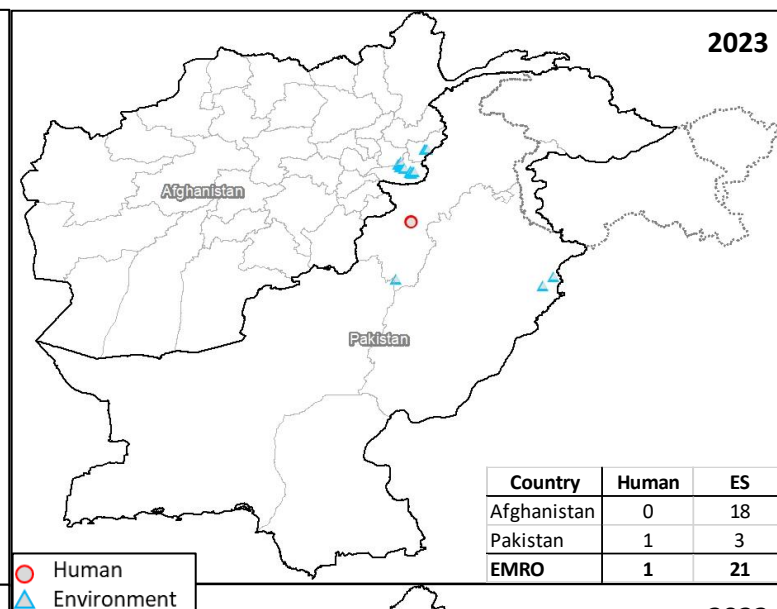 2023
Afghanistan
Pakistan
Country Human ES
Afghanistan 0 18
Pakistan 1 3
EMRO 1 21
Human
Environment